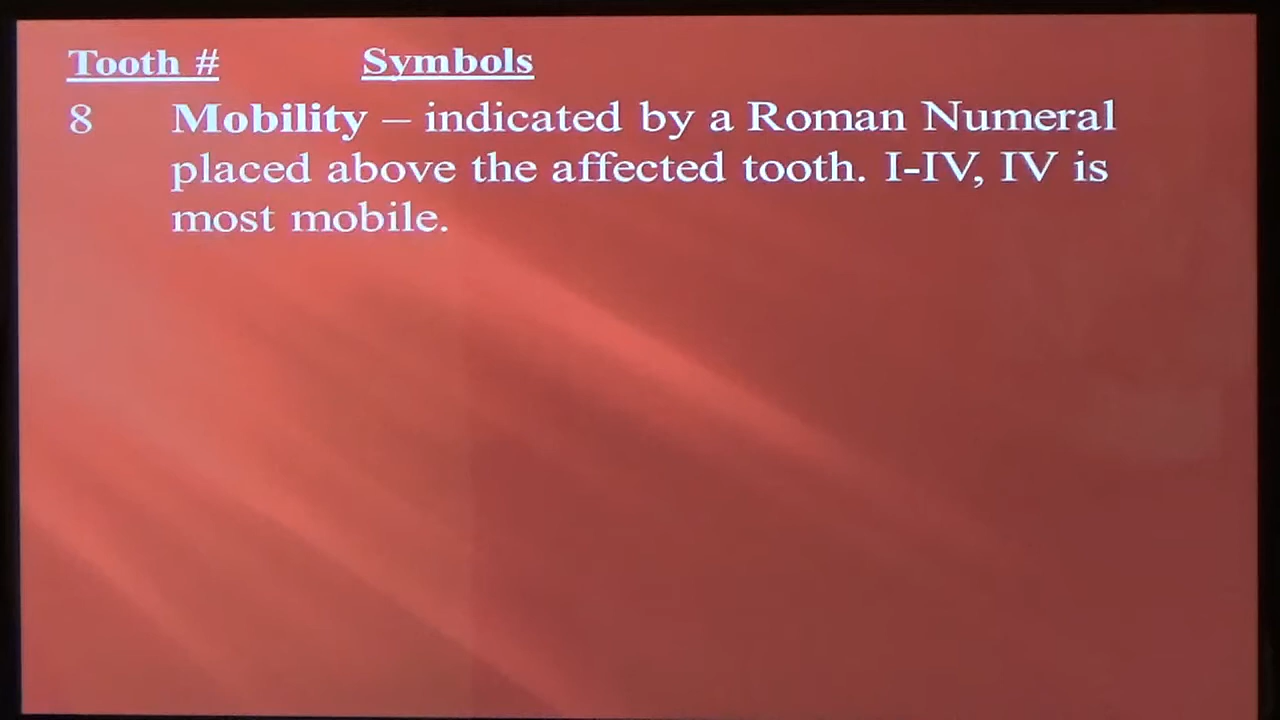 Tooth # Symbols
8 Mobility – indicated by a Roman Numeral
placed above the affected tooth. I-IV, IV is
most mobile.